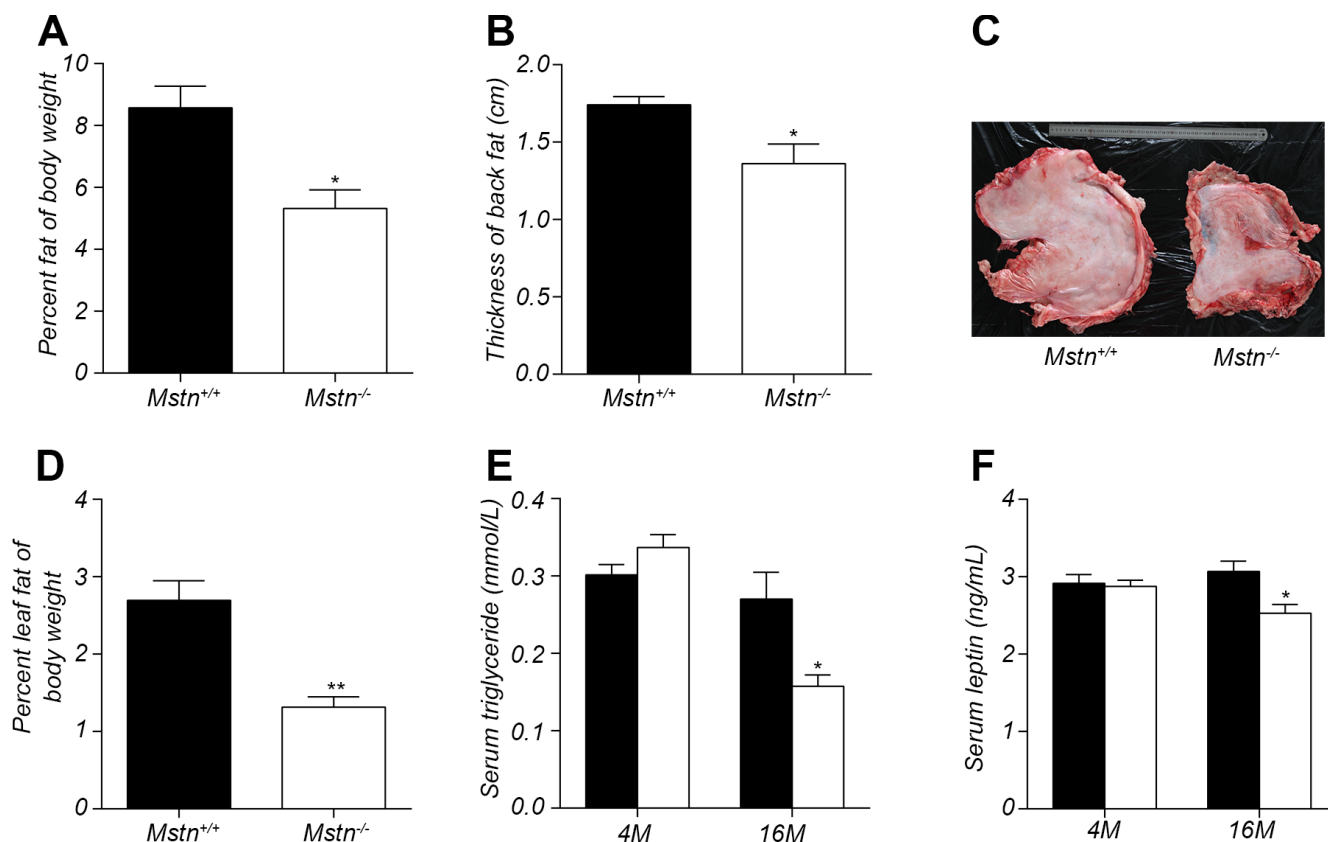 A
Percent fat of body weight
10
8
6
4
2
0
*
Mstn+/+
Mstn-/-
B
Thickness of back fat (cm)
2.0
1.5
1.0
0.5
0.0
*
Mstn+/+
Mstn-/-
C
Mstn+/+
Mstn-/-
D
Percent leaf fat of
body weight
4
3
2
1
0
**
Mstn+/+
Mstn-/-
E
Serum triglyceride (mmol/L)
0.4
0.3
0.2
0.1
0.0
*
4M
16M
F
Serum leptin (ng/mL)
4
3
2
1
0
*
4M
16M